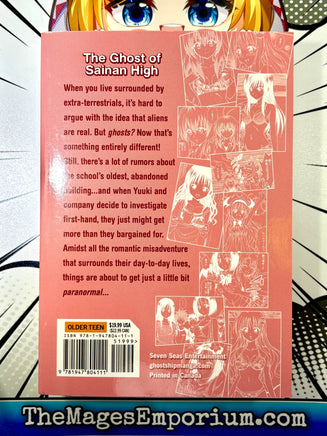 The Ghost of
Sainan High
When you live surrounded by
extra-terrestrials, it's hard to
argue with the idea that aliens
are real. But ghosts? Now that's
something entirely different!
Still, there's a lot of rumors about
the school's oldest, abandoned
building...and when Yuuki and
company decide to investigate
first-hand, they just might get
more than they bargained for.
Amidst all the romantic misadventure
that surrounds their day-to-day lives,
things are about to get just a little bit
paranormal...
OLDER TEEN
$19.99 USA
($22.99 CAN)
ISBN 978-1-947804-11-1
51999
9 781947 804111
Seven Seas Entertainment
ghostshipmanga.com
Printed in Canada
TheMagesEmporium.com